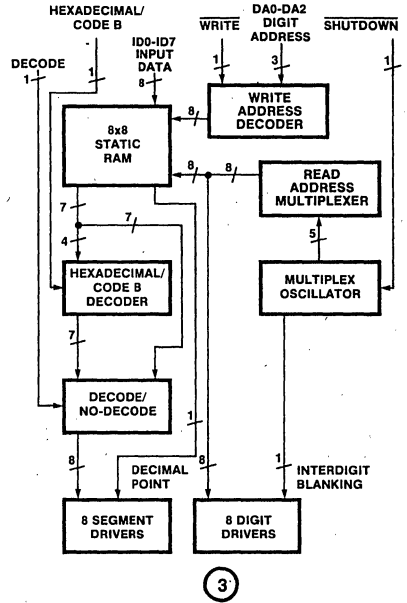 HEXADECIMAL/
CODE B
ID0-ID7
INPUT
DATA
WRITE
DA0-DA2
DIGIT
ADDRESS
SHUTDOWN
DECODE
1
1
8
1
3
1
8X8
STATIC
RAM
8
WRITE
ADDRESS
DECODER
8
8
READ
ADDRESS
MULTIPLEXER
7
7
4
5
HEXADECIMAL/
CODE B
DECODER
MULTIPLEX
OSCILLATOR
7
DECODE/
NO-DECODE
1
8
DECIMAL
POINT
8
1
INTERDIGIT
BLANKING
8 SEGMENT
DRIVERS
8 DIGIT
DRIVERS
3